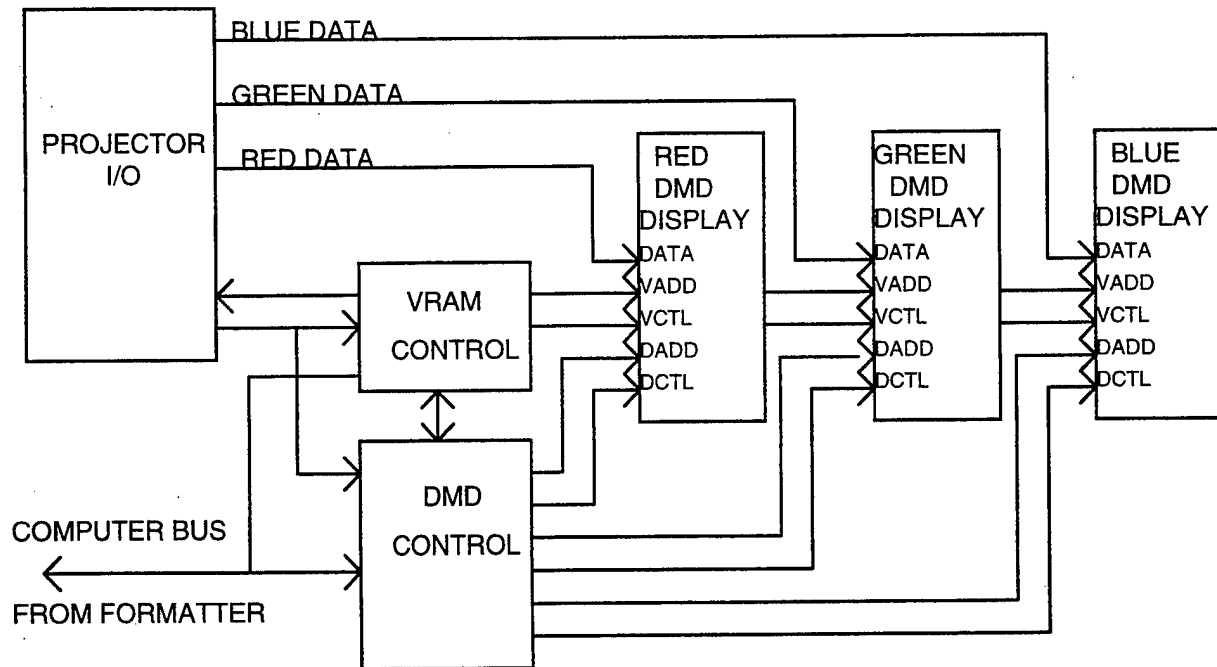 BLUE DATA
GREEN DATA
RED DATA
PROJECTOR
I/O
RED
DMD
DISPLAY
DATA
VADD
VCTL
DADD
DCTL
GREEN
DMD
DISPLAY
DATA
VADD
VCTL
DADD
DCTL
BLUE
DMD
DISPLAY
DATA
VADD
VCTL
DADD
DCTL
VRAM
CONTROL
DMD
CONTROL
COMPUTER BUS
FROM FORMATTER